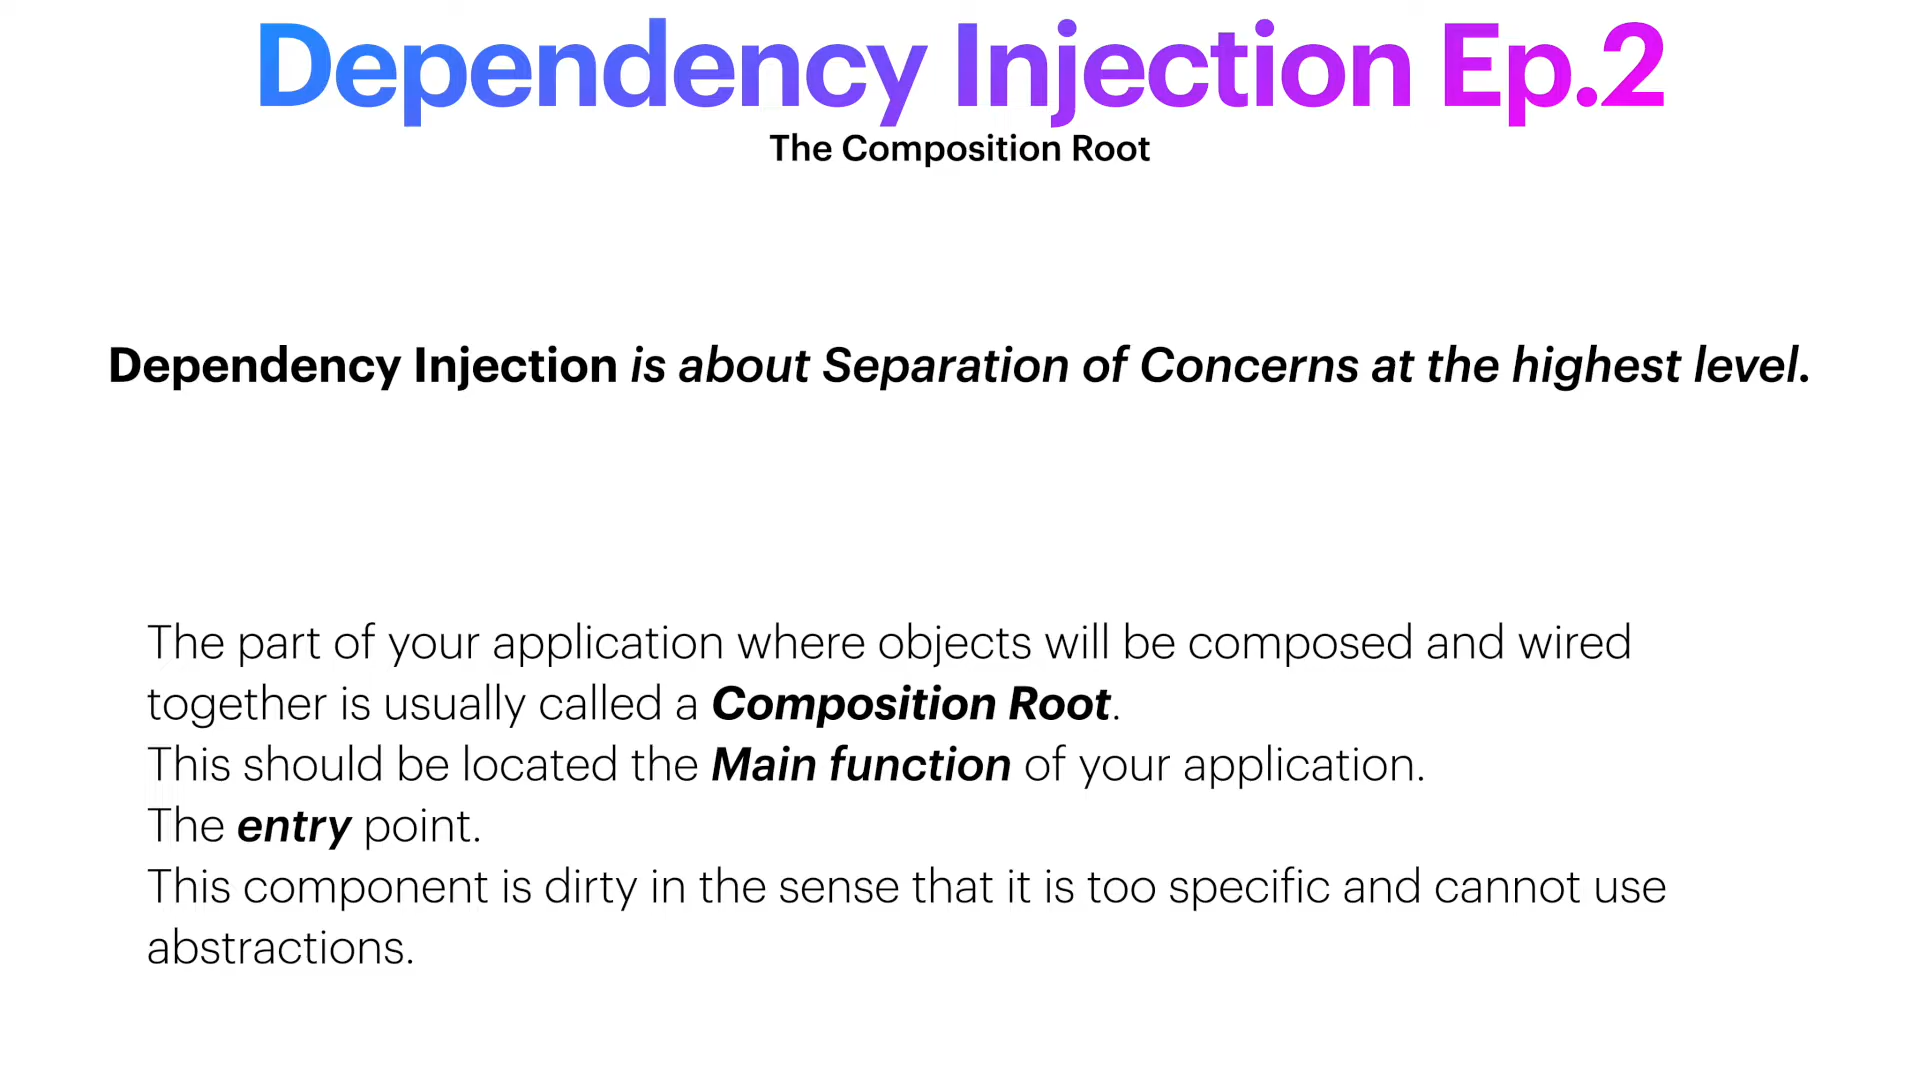 Dependency Injection Ep.2
The Composition Root
Dependency Injection is about Separation of Concerns at the highest level.
The part of your application where objects will be composed and wired
together is usually called a Composition Root.
This should be located the Main function of your application.
The entry point.
This component is dirty in the sense that it is too specific and cannot use
abstractions.